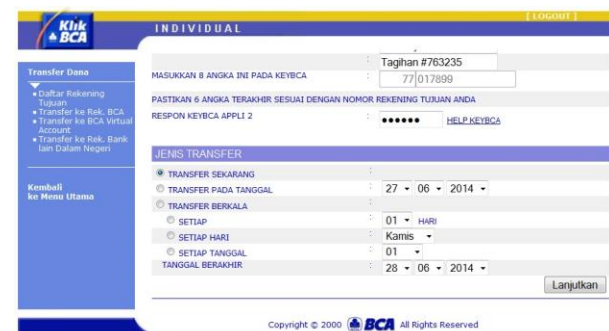 [ LOGOUT ]
Klik
BCA
INDIVIDUAL
Transfer Dana
Daftar Rekening
Tujuan
Transfer ke Rek. BCA
Transfer ke BCA Virtual
Account
Transfer ke Rek. Bank
lain Dalam Negeri
Kembali
ke Menu Utama
: Tagihan #763235
MASUKKAN 8 ANGKA INI PADA KEYBCA : 77 017899
PASTIKAN 6 ANGKA TERAKHIR SESUAI DENGAN NOMOR REKENING TUJUAN ANDA
RESPON KEYBCA APPLI 2 : •••••• HELP KEYBCA
JENIS TRANSFER
TRANSFER SEKARANG :
TRANSFER PADA TANGGAL : 27 - 06 - 2014
TRANSFER BERKALA :
SETIAP : 01 HARI
SETIAP HARI : Kamis
SETIAP TANGGAL : 01
TANGGAL BERAKHIR : 28 - 06 - 2014
Lanjutkan
Copyright © 2000 BCA All Rights Reserved